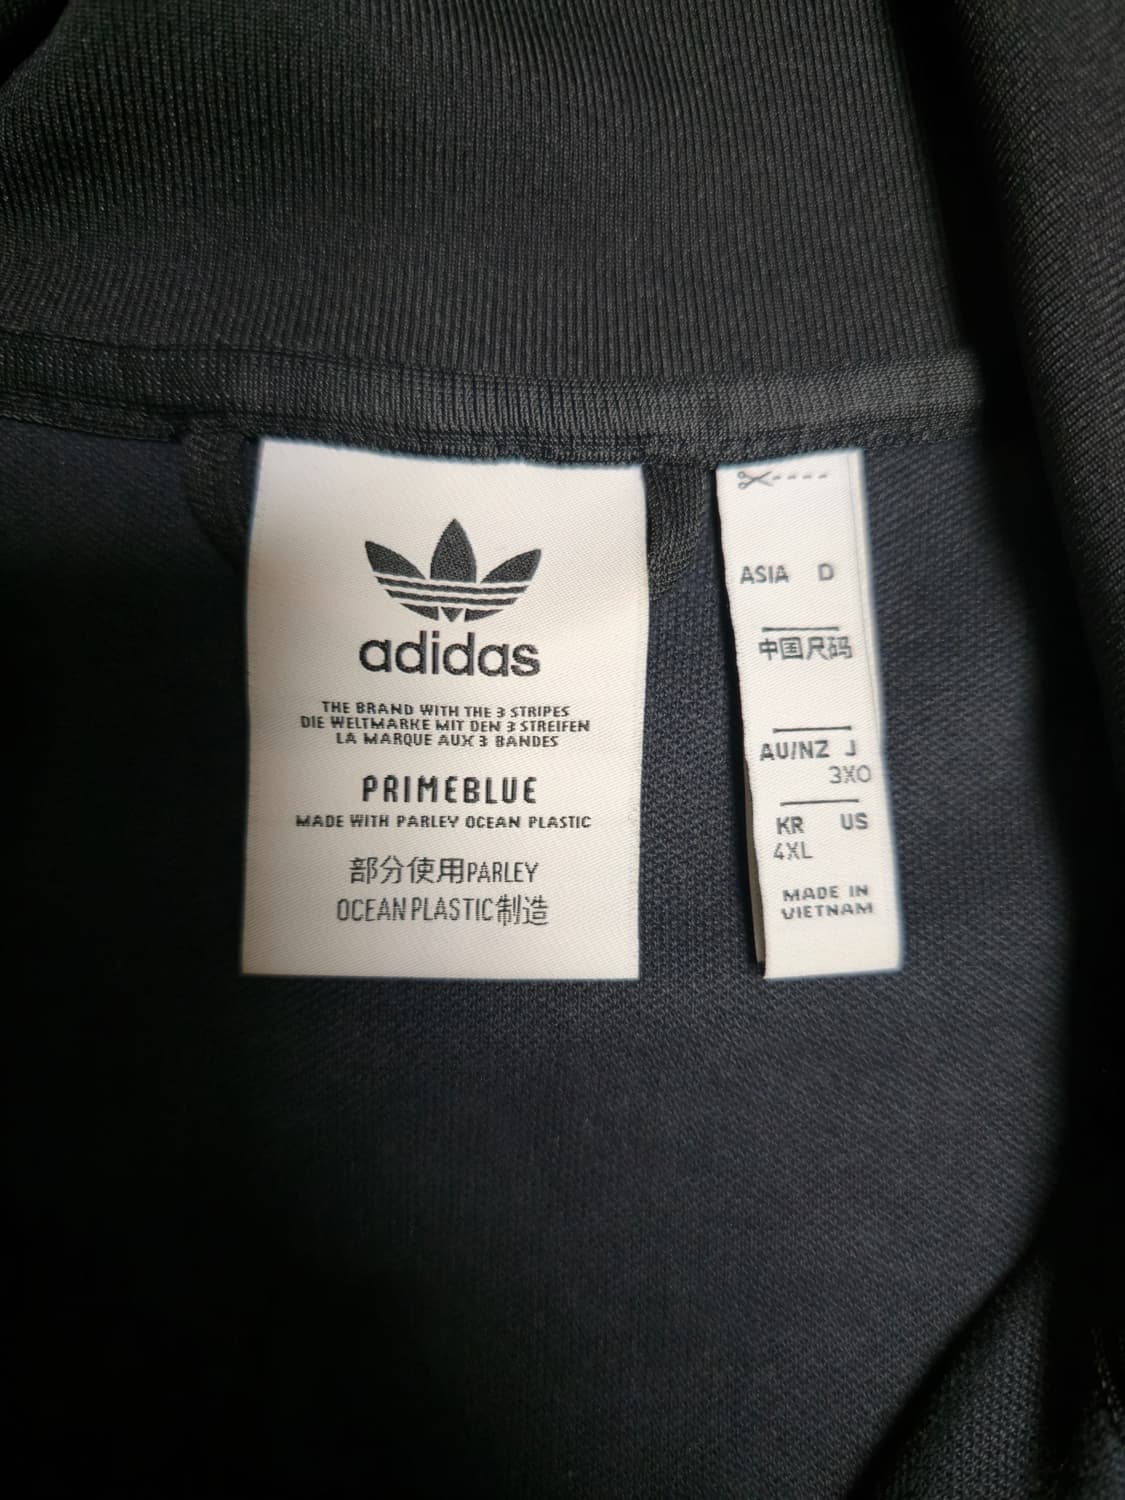 adidas
THE BRAND WITH THE 3 STRIPES
DIE WELTMARKE MIT DEN 3 STREIFEN
LA MARQUE AUX 3 BANDES
PRIMEBLUE
MADE WITH PARLEY OCEAN PLASTIC
部分使用PARLEY
OCEAN PLASTIC制造
ASIA D
中国尺码
AU/NZ J
3XO
KR US
4XL
MADE IN
VIETNAM